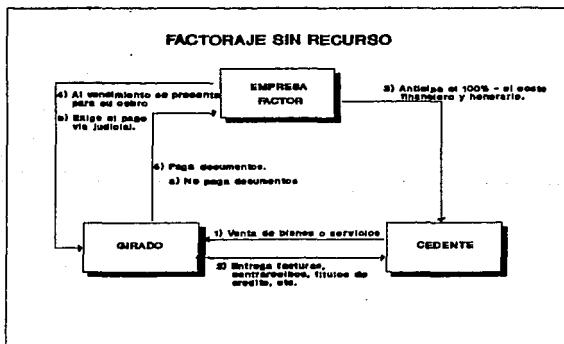 FACTORAJE SIN RECURSO
EMPRESA
FACTOR
4) Al vencimiento se presenta
para su cobro
b) Exige el pago
vía judicial.
3) Anticipa el 100% - el costo
financiero y honorario.
5) Paga documentos.
a) No paga documentos
GIRADO
1) Venta de bienes o servicios
CEDENTE
2) Entrega facturas,
contrarecibos, títulos de
credito, etc.